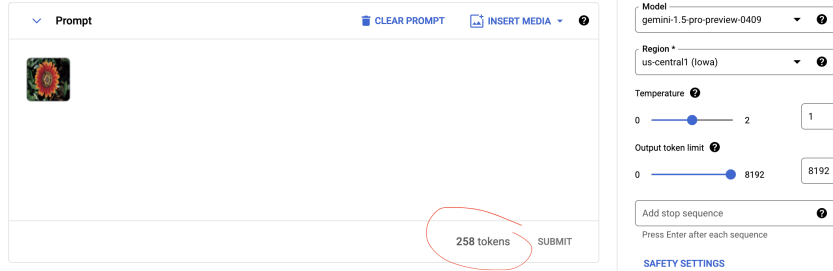 Prompt
CLEAR PROMPT
INSERT MEDIA
258 tokens
SUBMIT
Model
gemini-1.5-pro-preview-0409
Region *
us-central1 (Iowa)
Temperature
0
2
1
Output token limit
0
8192
8192
Add stop sequence
Press Enter after each sequence
SAFETY SETTINGS